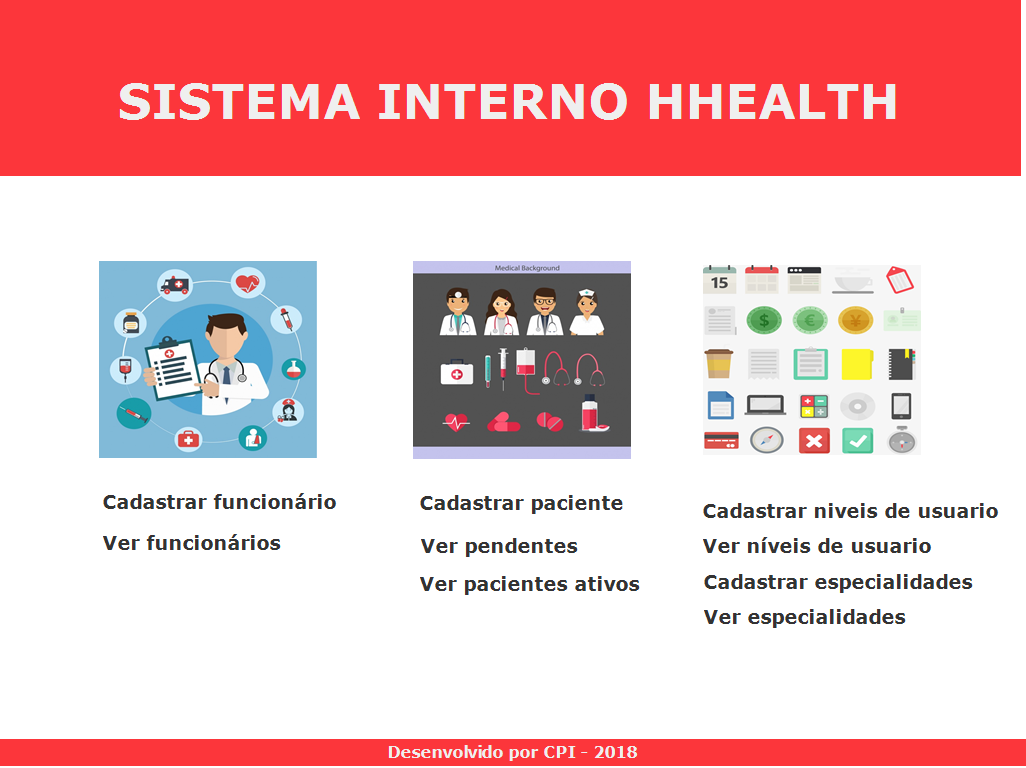 SISTEMA INTERNO HHEALTH
Medical Background
15
$
€
¥
Cadastrar funcionário
Ver funcionários
Cadastrar paciente
Ver pendentes
Ver pacientes ativos
Cadastrar niveis de usuario
Ver níveis de usuario
Cadastrar especialidades
Ver especialidades
Desenvolvido por CPI - 2018